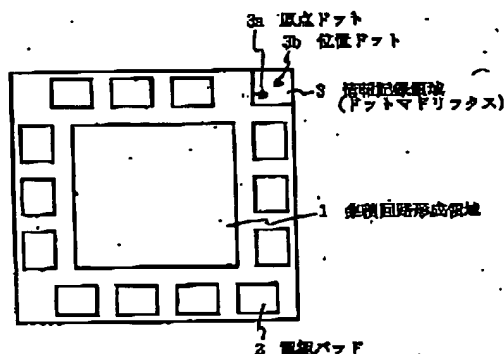 3a 原点ドット
3b 位置ドット
3 情報記録領域
(ドットマトリックス)
1 集積回路形成領域
2 電極パッド